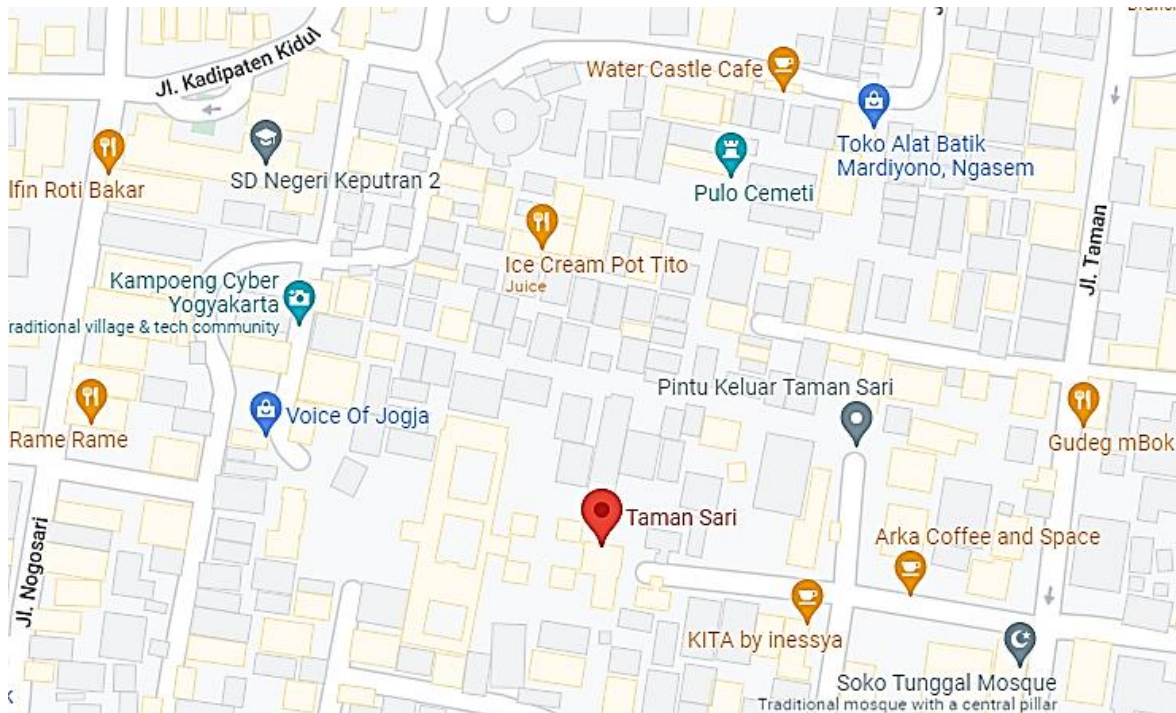 Jl. Kadipaten Kidul
Water Castle Cafe
Toko Alat Batik
Mardiyono, Ngasem
lfin Roti Bakar
SD Negeri Keputran 2
Pulo Cemeti
Jl. Taman
Ice Cream Pot Tito
Juice
Kampoeng Cyber
Yogyakarta
raditional village & tech community
Pintu Keluar Taman Sari
Rame Rame
Voice Of Jogja
Gudeg mBok
Taman Sari
Arka Coffee and Space
Jl. Nogosari
KITA by inessya
Soko Tunggal Mosque
Traditional mosque with a central pillar